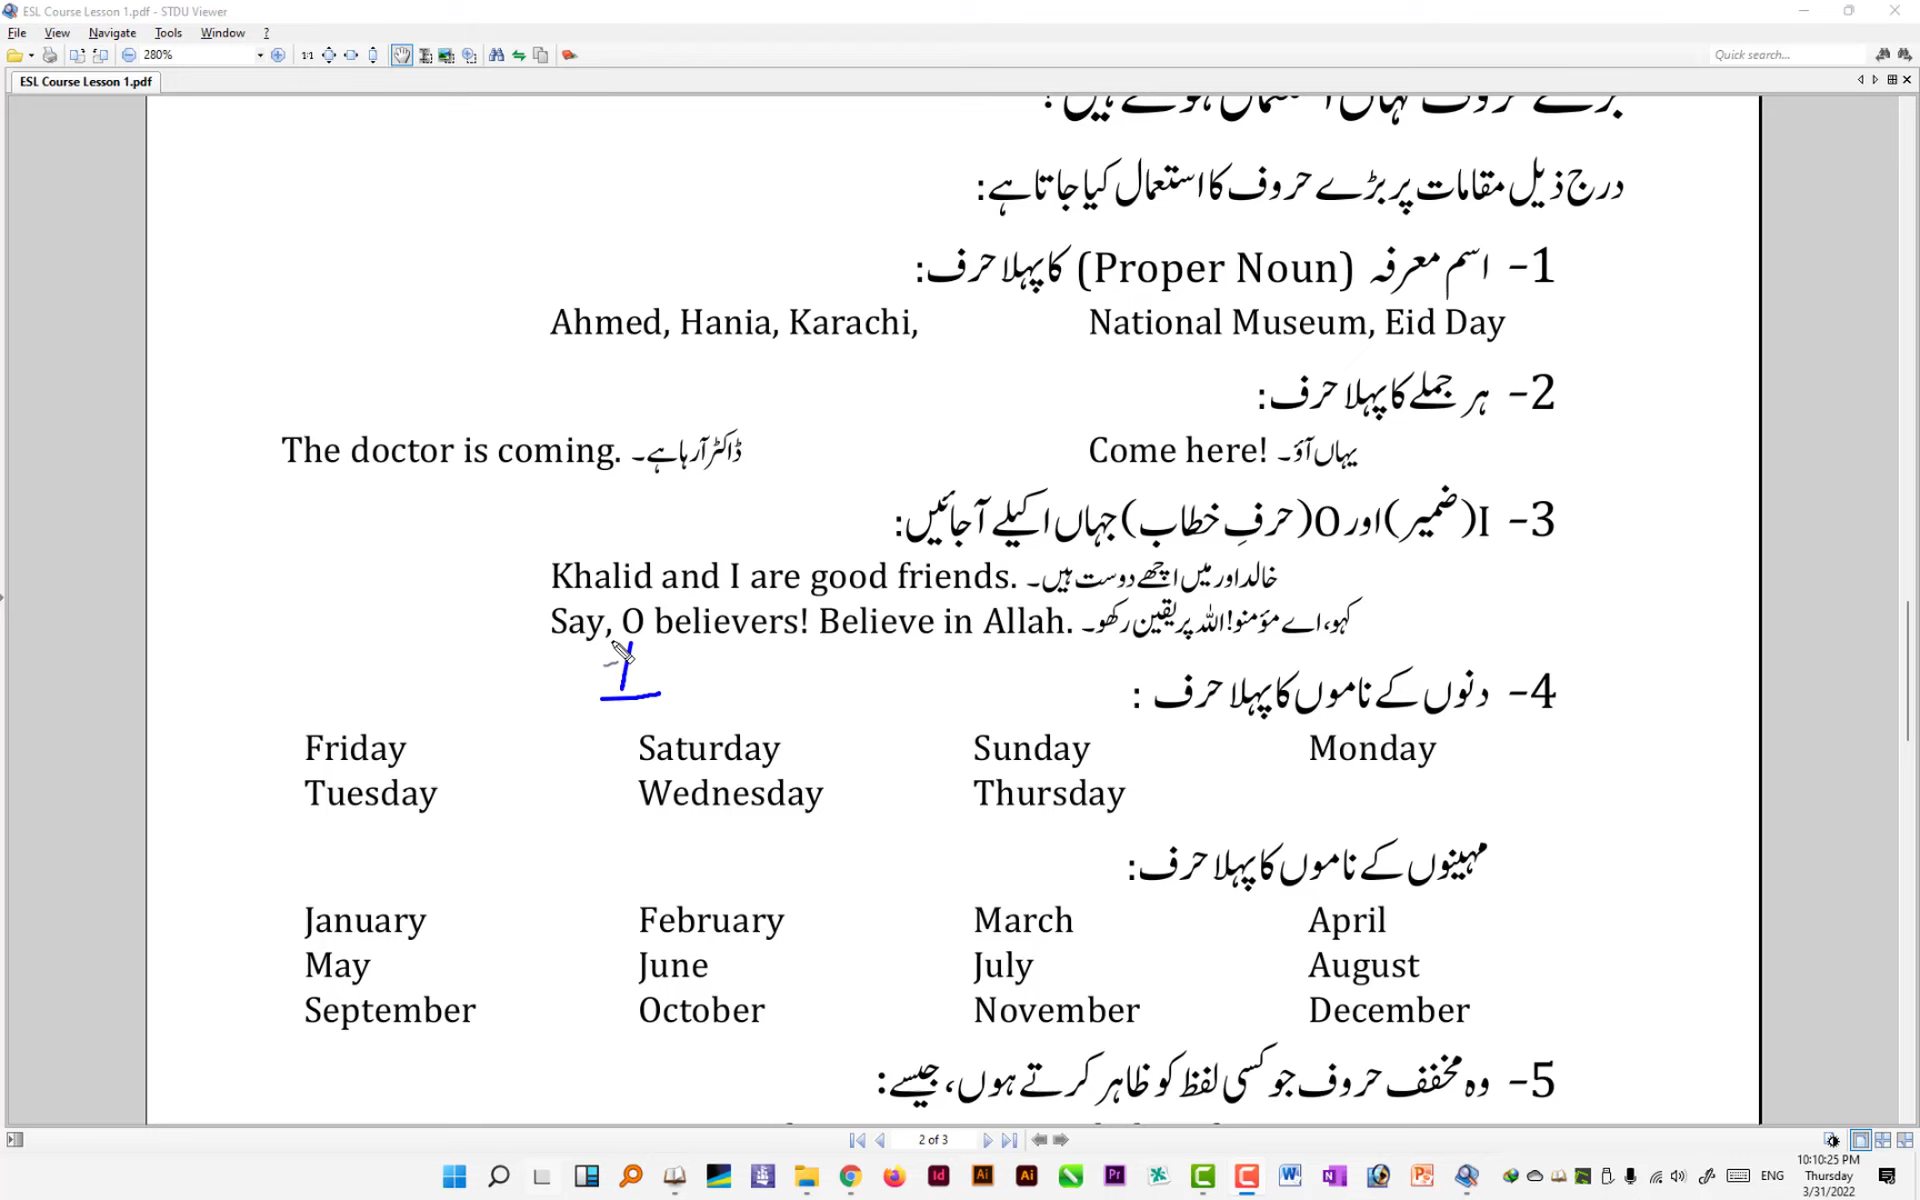 ESL Course Lesson 1.pdf - STDU Viewer
File View Navigate Tools Window ?
280% 1:1 Quick search...
ESL Course Lesson 1.pdf
درج ذیل مقامات پر بڑے حروف کا استعمال کیا جاتا ہے:
1- اسم معرفہ (Proper Noun) کا پہلا حرف:
Ahmed, Hania, Karachi, National Museum, Eid Day
2- ہر جملے کا پہلا حرف:
The doctor is coming. ڈاکٹر آ رہا ہے۔ Come here! یہاں آؤ۔
3- I(ضمیر) اور O(حرفِ خطاب) جہاں اکیلے آجائیں:
Khalid and I are good friends. خالد اور میں اچھے دوست ہیں۔
Say, O believers! Believe in Allah. کہو، اے مؤمنو! اللہ پر یقین رکھو۔
4- دنوں کے ناموں کا پہلا حرف :
Friday Saturday Sunday Monday
Tuesday Wednesday Thursday
مہینوں کے ناموں کا پہلا حرف:
January February March April
May June July August
September October November December
5- وہ مخفف حروف جو کسی لفظ کو ظاہر کرتے ہوں، جیسے:
2 of 3
ENG
10:10:25 PM
Thursday
3/31/2022